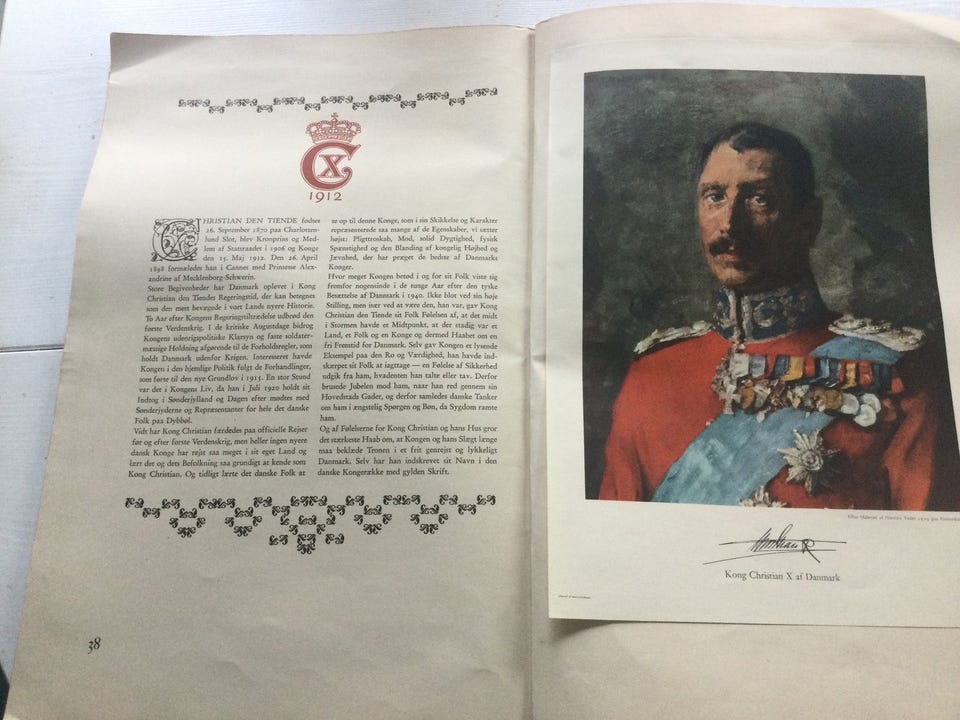 CX
1912
CHRISTIAN DEN TIENDE fødtes
26. September 1870 paa Charlotten-
lund Slot, blev Kronprins og Med-
lem af Statsraadet i 1906 og Konge
den 15. Maj 1912. Den 26. April
1898 formæledes han i Cannes med Prinsesse Alex-
andrine af Mecklenborg-Schwerin.
Store Begivenheder har Danmark oplevet i Kong
Christian den Tiendes Regeringstid, der kan betegnes
som den mest bevægede i vort Lands nyere Historie.
To Aar efter Kongens Regeringstiltrædelse udbrød den
første Verdenskrig. I de kritiske Augustdage bidrog
Kongens udenrigspolitiske Klarsyn og faste soldater-
mæssige Holdning afgørende til de Forholdsregler, som
holdt Danmark udenfor Krigen. Interesseret havde
Kongen i den hjemlige Politik fulgt de Forhandlinger,
som førte til den nye Grundlov i 1915. En stor Stund
var det i Kongens Liv, da han i Juli 1920 holdt sit
Indtog i Sønderjylland og Dagen efter mødtes med
Sønderjyderne og Repræsentanter for hele det danske
Folk paa Dybbøl.
Vidt har Kong Christian færdedes paa officielle Rejser
før og efter første Verdenskrig, men heller ingen nyere
dansk Konge har rejst saa meget i sit eget Land og
lært det og dets Befolkning saa grundigt at kende som
Kong Christian. Og tidligt lærte det danske Folk at
se op til denne Konge, som i sin Skikkelse og Karakter
repræsenterede saa mange af de Egenskaber, vi sætter
højst: Pligttroskab, Mod, solid Dygtighed, fysisk
Spænstighed og den Blanding af kongelig Højhed og
Jævnhed, der har præget de bedste af Danmarks
Konger.
Hvor meget Kongen betød i og for sit Folk viste sig
fremfor nogensinde i de tunge Aar efter den tyske
Besættelse af Danmark i 1940. Ikke blot ved sin høje
Stilling, men især ved at være den, han var, gav Kong
Christian den Tiende sit Folk Følelsen af, at det midt
i Stormen havde et Midtpunkt, at der stadig var et
Land, et Folk og en Konge og dermed Haabet om en
fri Fremtid for Danmark. Selv gav Kongen et lysende
Eksempel paa den Ro og Værdighed, han havde ind-
skærpet sit Folk at iagttage — en Følelse af Sikkerhed
udgik fra ham, hvadenten han talte eller tav. Derfor
brusede Jubelen mod ham, naar han red gennem sin
Hovedstads Gader, og derfor samledes danske Tanker
om ham i ængstelig Spørgen og Bøn, da Sygdom ramte
ham.
Og af Følelserne for Kong Christian og hans Hus gror
det stærkeste Haab om, at Kongen og hans Slægt længe
maa beklæde Tronen i et frit genrejst og lykkeligt
Danmark. Selv har han indskrevet sit Navn i den
danske Kongerække med gylden Skrift.
38
Christian R
Kong Christian X af Danmark